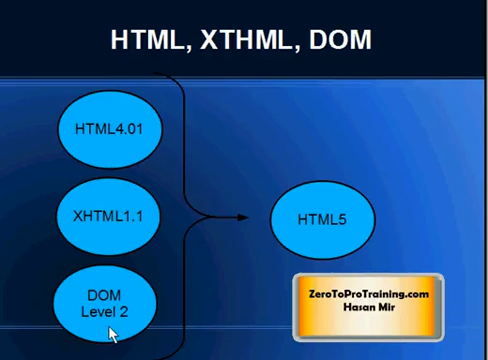 HTML, XTHML, DOM
HTML4.01
XHTML1.1
HTML5
DOM
Level 2
ZeroToProTraining.com
Hasan Mir